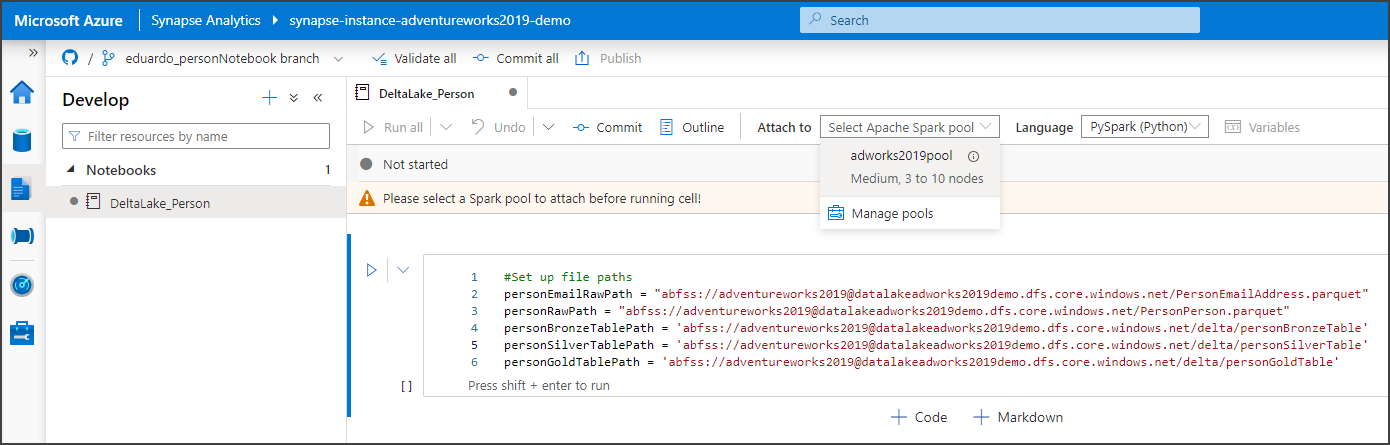 Microsoft Azure Synapse Analytics synapse-instance-adventureworks2019-demo Search
/ eduardo_personNotebook branch Validate all Commit all Publish
Develop
DeltaLake_Person
Filter resources by name
Run all Undo Commit Outline Attach to Select Apache Spark pool Language PySpark (Python) Variables
Notebooks 1
DeltaLake_Person
Not started
adworks2019pool
Medium, 3 to 10 nodes
Please select a Spark pool to attach before running cell!
Manage pools
1 #Set up file paths
2 personEmailRawPath = "abfss://adventureworks2019@datalakeadworks2019demo.dfs.core.windows.net/PersonEmailAddress.parquet"
3 personRawPath = "abfss://adventureworks2019@datalakeadworks2019demo.dfs.core.windows.net/PersonPerson.parquet"
4 personBronzeTablePath = 'abfss://adventureworks2019@datalakeadworks2019demo.dfs.core.windows.net/delta/personBronzeTable'
5 personSilverTablePath = 'abfss://adventureworks2019@datalakeadworks2019demo.dfs.core.windows.net/delta/personSilverTable'
6 personGoldTablePath = 'abfss://adventureworks2019@datalakeadworks2019demo.dfs.core.windows.net/delta/personGoldTable'
[ ] Press shift + enter to run
+ Code + Markdown